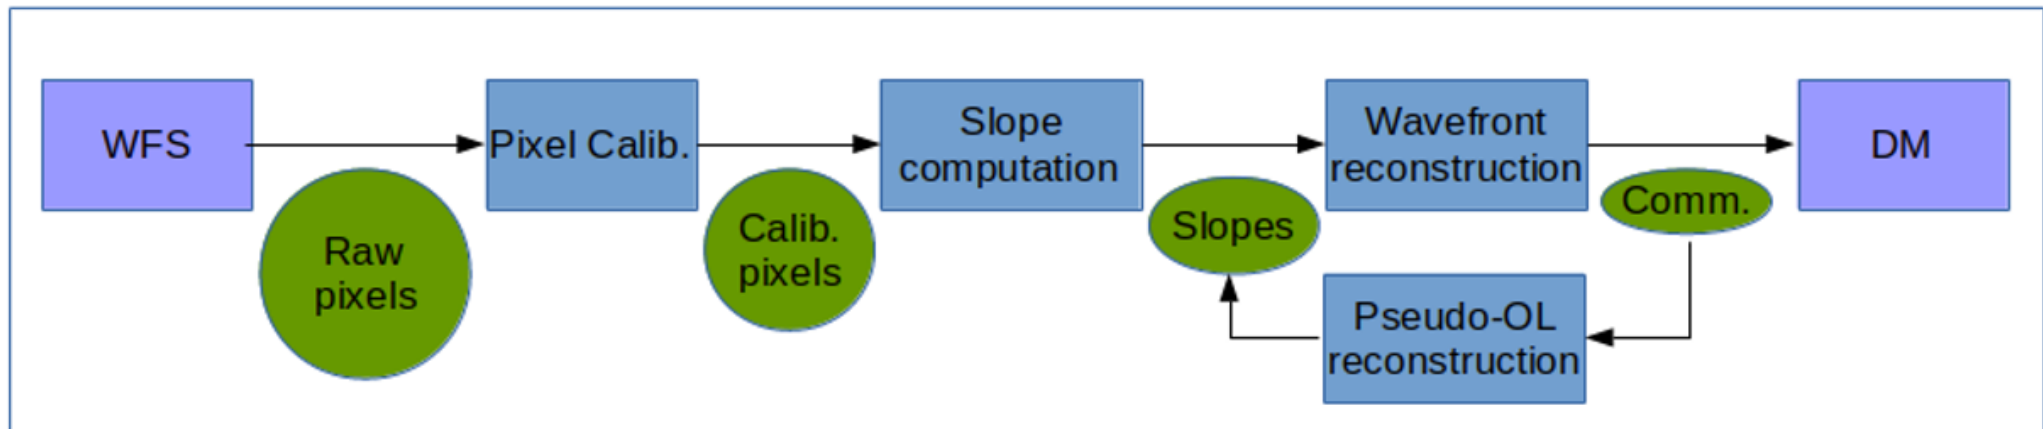 WFS
Pixel Calib.
Slope
computation
Wavefront
reconstruction
DM
Raw
pixels
Calib.
pixels
Slopes
Comm.
Pseudo-OL
reconstruction